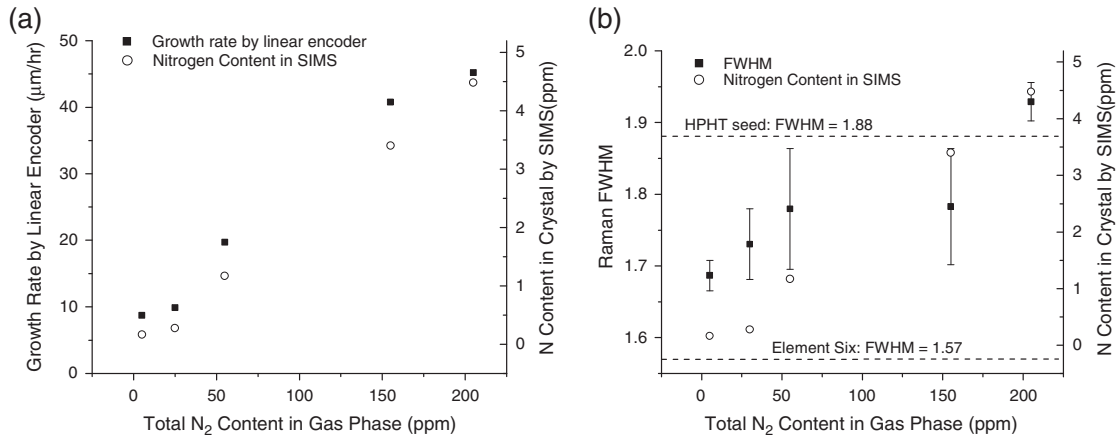 (a)
Growth rate by linear encoder
Nitrogen Content in SIMS
Growth Rate by Linear Encoder (μm/hr)
50
40
30
20
10
0
N Content in Crystal by SIMS(ppm)
5
4
3
2
1
0
0
50
100
150
200
Total N₂ Content in Gas Phase (ppm)
(b)
FWHM
Nitrogen Content in SIMS
HPHT seed: FWHM = 1.88
Element Six: FWHM = 1.57
Raman FWHM
2.0
1.9
1.8
1.7
1.6
N Content in Crystal by SIMS(ppm)
5
4
3
2
1
0
0
50
100
150
200
Total N₂ Content in Gas Phase (ppm)